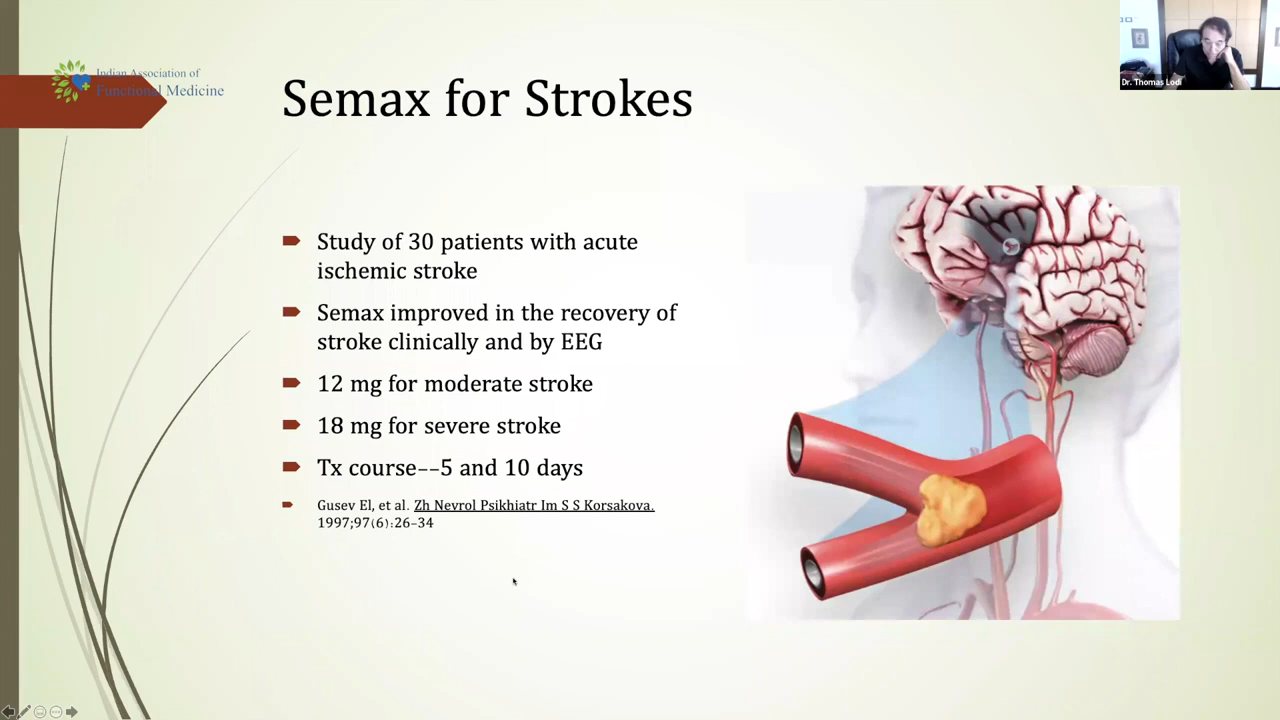 Indian Association of
Functional Medicine
Semax for Strokes
Dr. Thomas Lodi
Study of 30 patients with acute
ischemic stroke
Semax improved in the recovery of
stroke clinically and by EEG
12 mg for moderate stroke
18 mg for severe stroke
Tx course--5 and 10 days
Gusev El, et al. Zh Nevrol Psikhiatr Im S S Korsakova.
1997;97(6):26-34